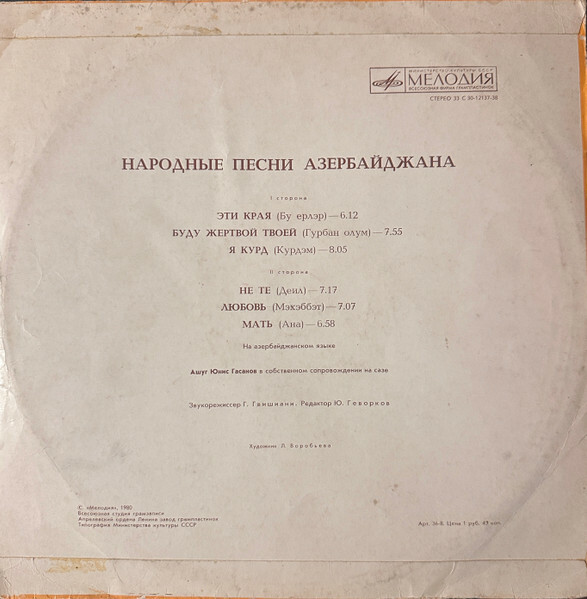 МИНИСТЕРСТВО КУЛЬТУРЫ СССР
МЕЛОДИЯ
ВСЕСОЮЗНАЯ ФИРМА ГРАМПЛАСТИНОК
СТЕРЕО 33 С 30-12137-38
НАРОДНЫЕ ПЕСНИ АЗЕРБАЙДЖАНА
I сторона
ЭТИ КРАЯ (Бу ерлэр)—6.12
БУДУ ЖЕРТВОЙ ТВОЕЙ (Гурбан олум)—7.55
Я КУРД (Курдэм)—8.05
II сторона
НЕ ТЕ (Деил)—7.17
ЛЮБОВЬ (Мэхэббэт)—7.07
МАТЬ (Ана)—6.58
На азербайджанском языке
Ашуг Юнис Гасанов в собственном сопровождении на сазе
Звукорежиссер Г. Гвишиани. Редактор Ю. Геворков
Художник Л. Воробьева
С. «Мелодия», 1980
Всесоюзная студия грамзаписи
Апрелевский ордена Ленина завод грампластинок
Типография Министерства культуры СССР
Арт. 36-8. Цена 1 руб. 45 коп.